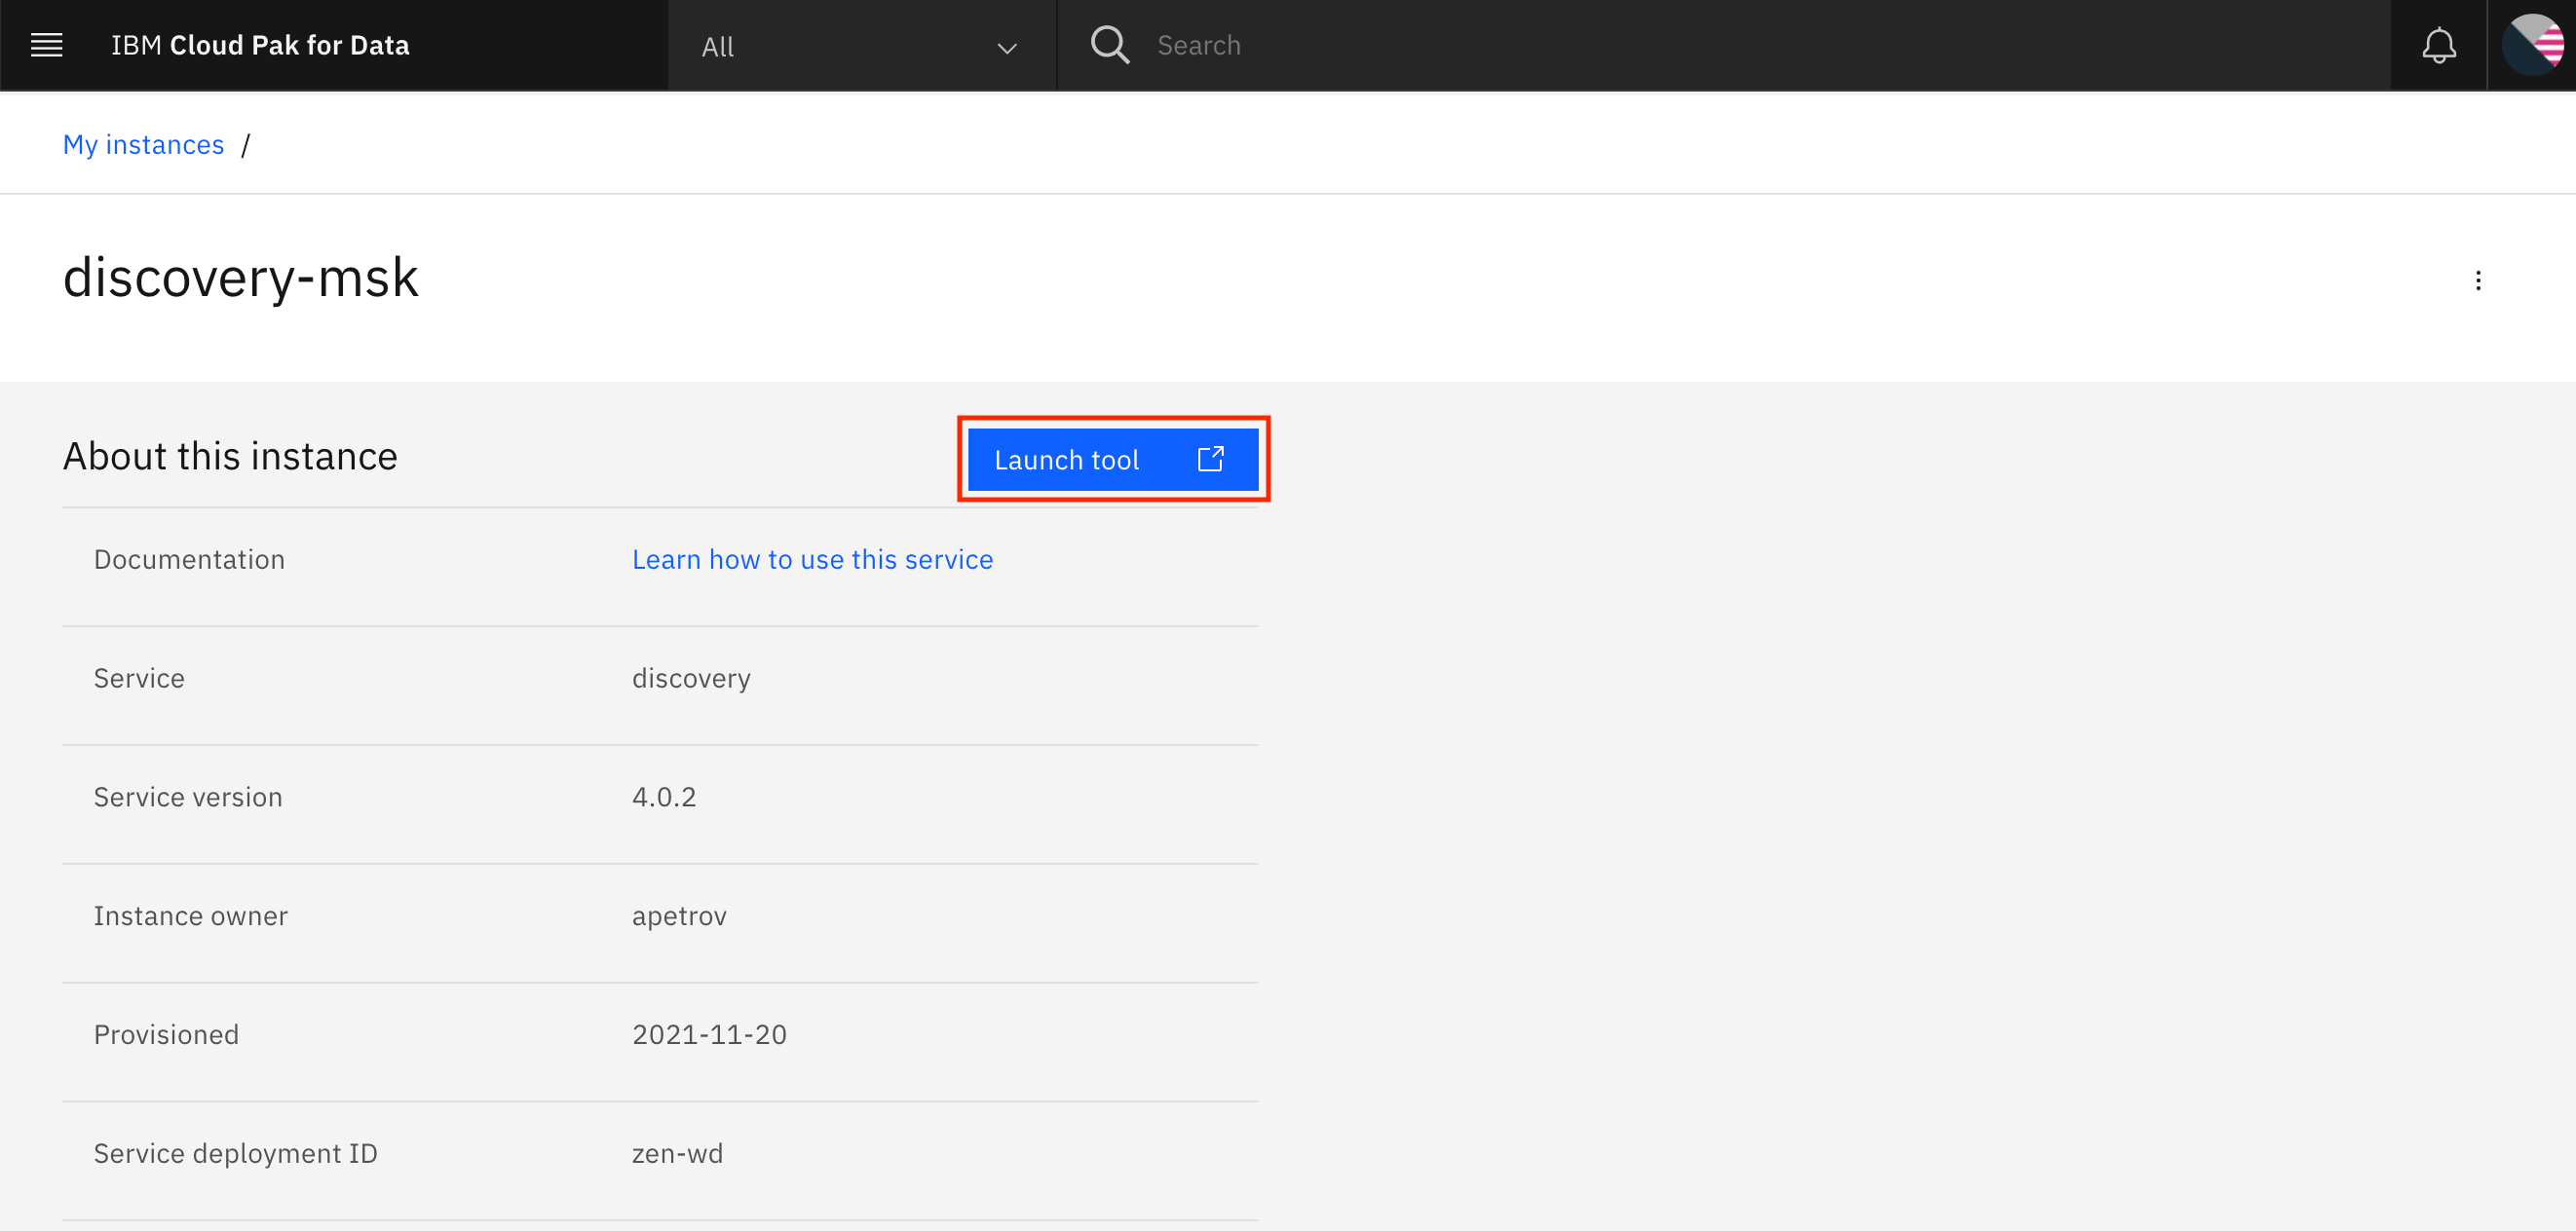 IBM Cloud Pak for Data
All
Search
My instances /
discovery-msk
About this instance
Launch tool
Documentation Learn how to use this service
Service discovery
Service version 4.0.2
Instance owner apetrov
Provisioned 2021-11-20
Service deployment ID zen-wd